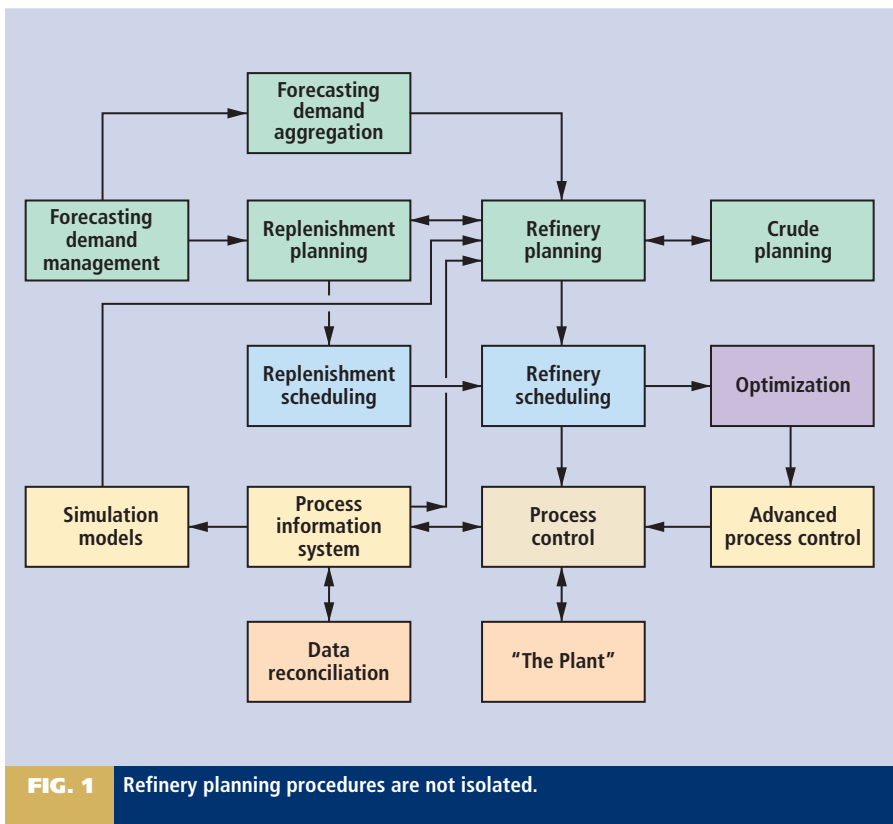 Forecasting
demand
aggregation
Forecasting
demand
management
Replenishment
planning
Refinery
planning
Crude
planning
Replenishment
scheduling
Refinery
scheduling
Optimization
Simulation
models
Process
information
system
Process
control
Advanced
process control
Data
reconciliation
“The Plant”
FIG. 1 Refinery planning procedures are not isolated.